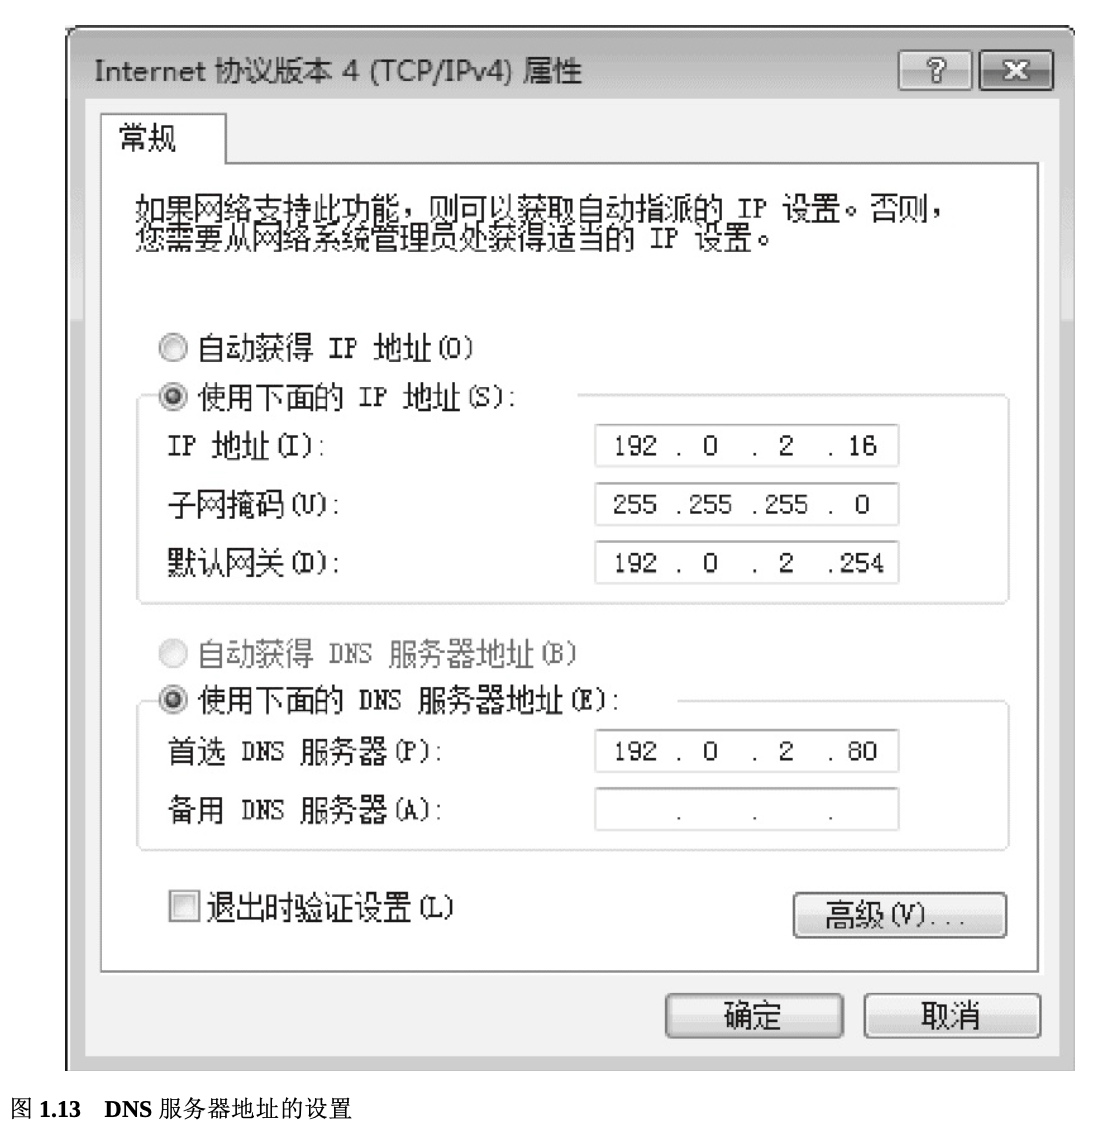 Internet 协议版本 4 (TCP/IPv4) 属性
?
常规
如果网络支持此功能，则可以获取自动指派的 IP 设置。否则，
您需要从网络系统管理员处获得适当的 IP 设置。
自动获得 IP 地址(O)
使用下面的 IP 地址(S):
IP 地址(I): 192 . 0 . 2 . 16
子网掩码(U): 255 .255 .255 . 0
默认网关(D): 192 . 0 . 2 .254
自动获得 DNS 服务器地址(B)
使用下面的 DNS 服务器地址(E):
首选 DNS 服务器(P): 192 . 0 . 2 . 80
备用 DNS 服务器(A): . . .
退出时验证设置(L)
高级(V)...
确定 取消
图 1.13 DNS 服务器地址的设置